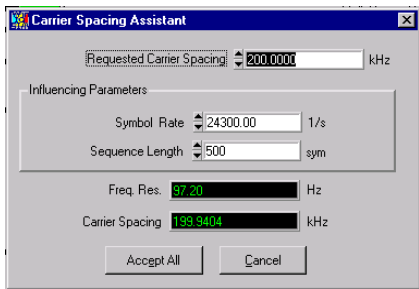 Carrier Spacing Assistant
Requested Carrier Spacing 200.0000 kHz
Influencing Parameters
Symbol Rate 24300.00 1/s
Sequence Length 500 sym
Freq. Res. 97.20 Hz
Carrier Spacing 199.9404 kHz
Accept All Cancel